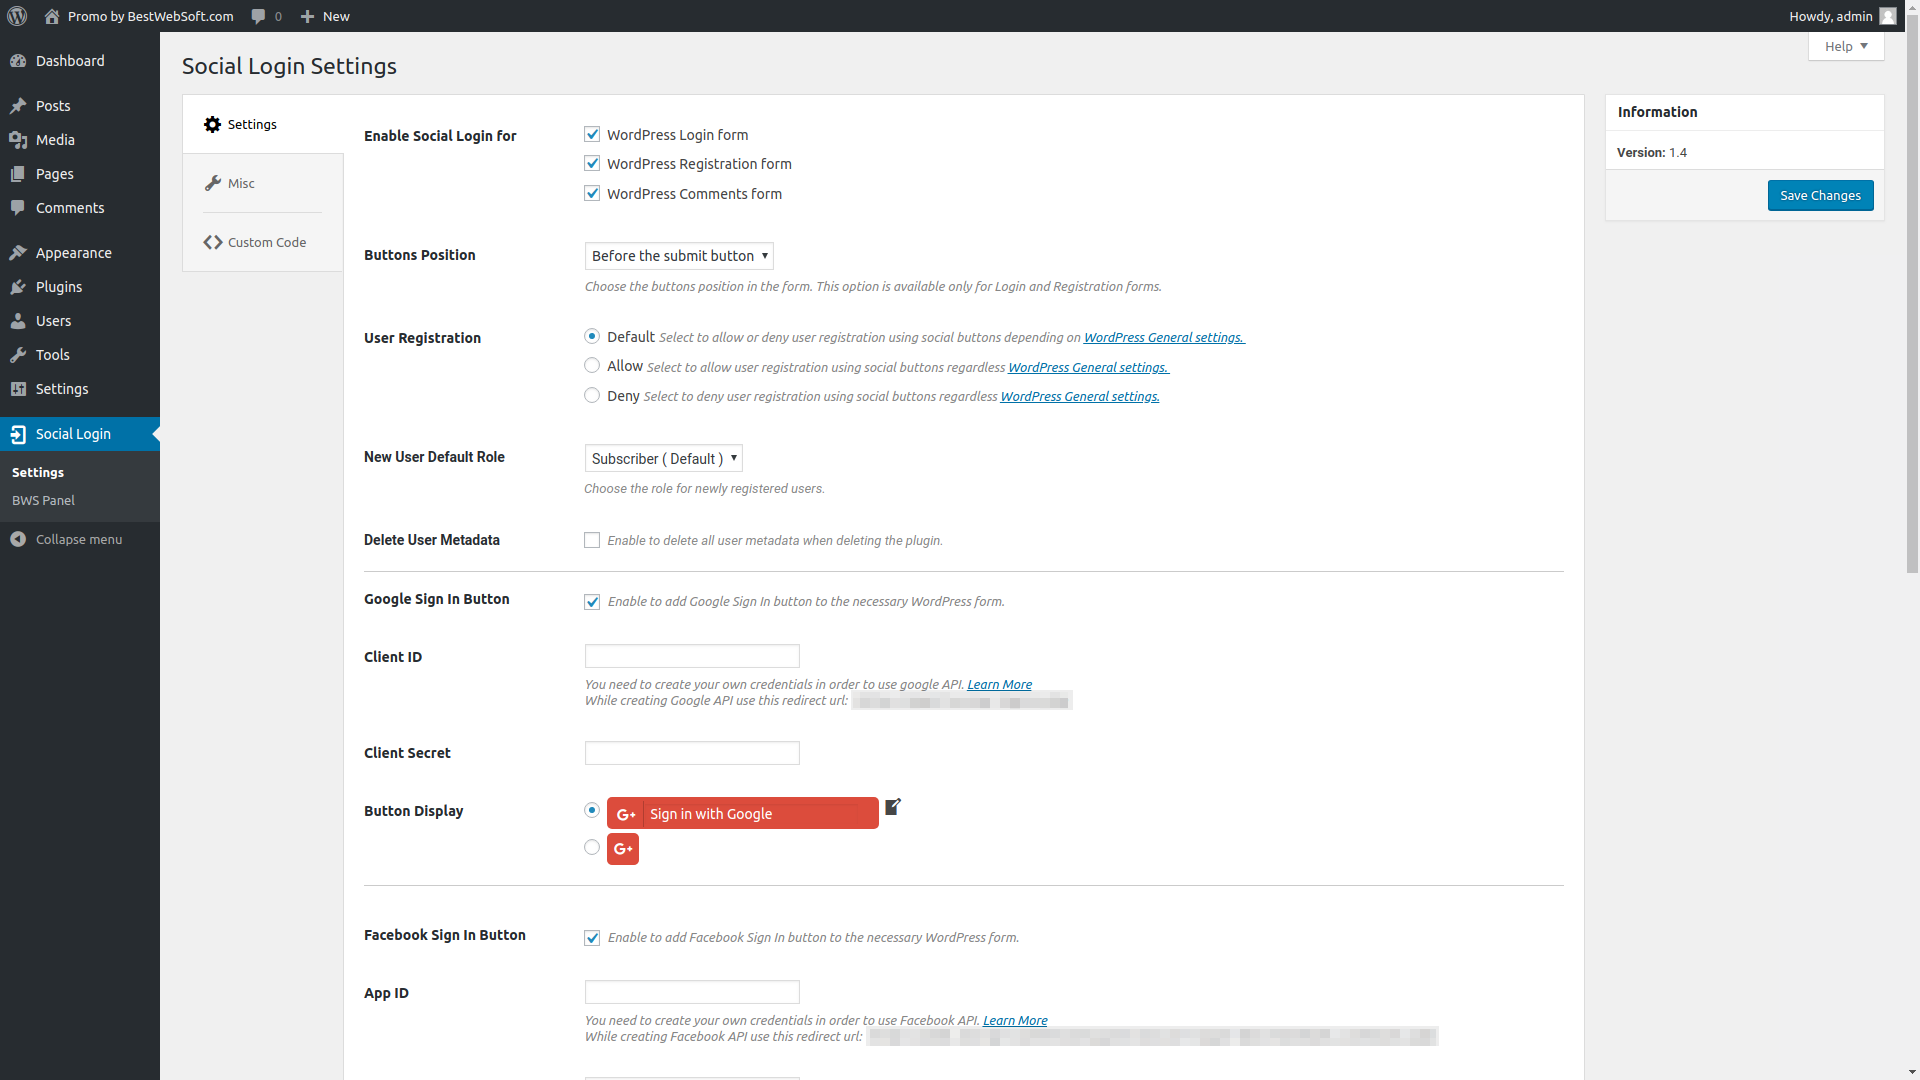 Promo by BestWebSoft.com
0
New
Howdy, admin
Help
Dashboard
Posts
Media
Pages
Comments
Appearance
Plugins
Users
Tools
Settings
Social Login
Settings
BWS Panel
Collapse menu
Social Login Settings
Settings
Misc
Custom Code
Enable Social Login for
WordPress Login form
WordPress Registration form
WordPress Comments form
Buttons Position
Before the submit button
Choose the buttons position in the form. This option is available only for Login and Registration forms.
User Registration
Default Select to allow or deny user registration using social buttons depending on WordPress General settings.
Allow Select to allow user registration using social buttons regardless WordPress General settings.
Deny Select to deny user registration using social buttons regardless WordPress General settings.
New User Default Role
Subscriber ( Default )
Choose the role for newly registered users.
Delete User Metadata
Enable to delete all user metadata when deleting the plugin.
Google Sign In Button
Enable to add Google Sign In button to the necessary WordPress form.
Client ID
You need to create your own credentials in order to use google API. Learn More
While creating Google API use this redirect url:
Client Secret
Button Display
G+ Sign in with Google
G+
Facebook Sign In Button
Enable to add Facebook Sign In button to the necessary WordPress form.
App ID
You need to create your own credentials in order to use Facebook API. Learn More
While creating Facebook API use this redirect url:
Information
Version: 1.4
Save Changes